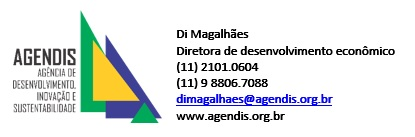 AGENDIS
AGÊNCIA DE
DESENVOLVIMENTO,
INOVAÇÃO E
SUSTENTABILIDADE
Di Magalhães
Diretora de desenvolvimento econômico
(11) 2101.0604
(11) 9 8806.7088
dimagalhaes@agendis.org.br
www.agendis.org.br